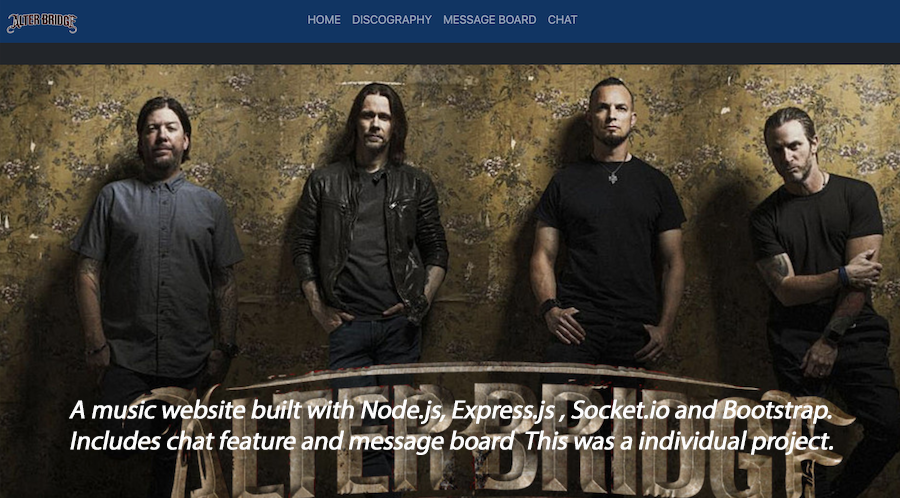 ALTER BRIDGE
HOME DISCOGRAPHY MESSAGE BOARD CHAT
ALTER BRIDGE
A music website built with Node.js, Express.js , Socket.io and Bootstrap.
Includes chat feature and message board This was a individual project.